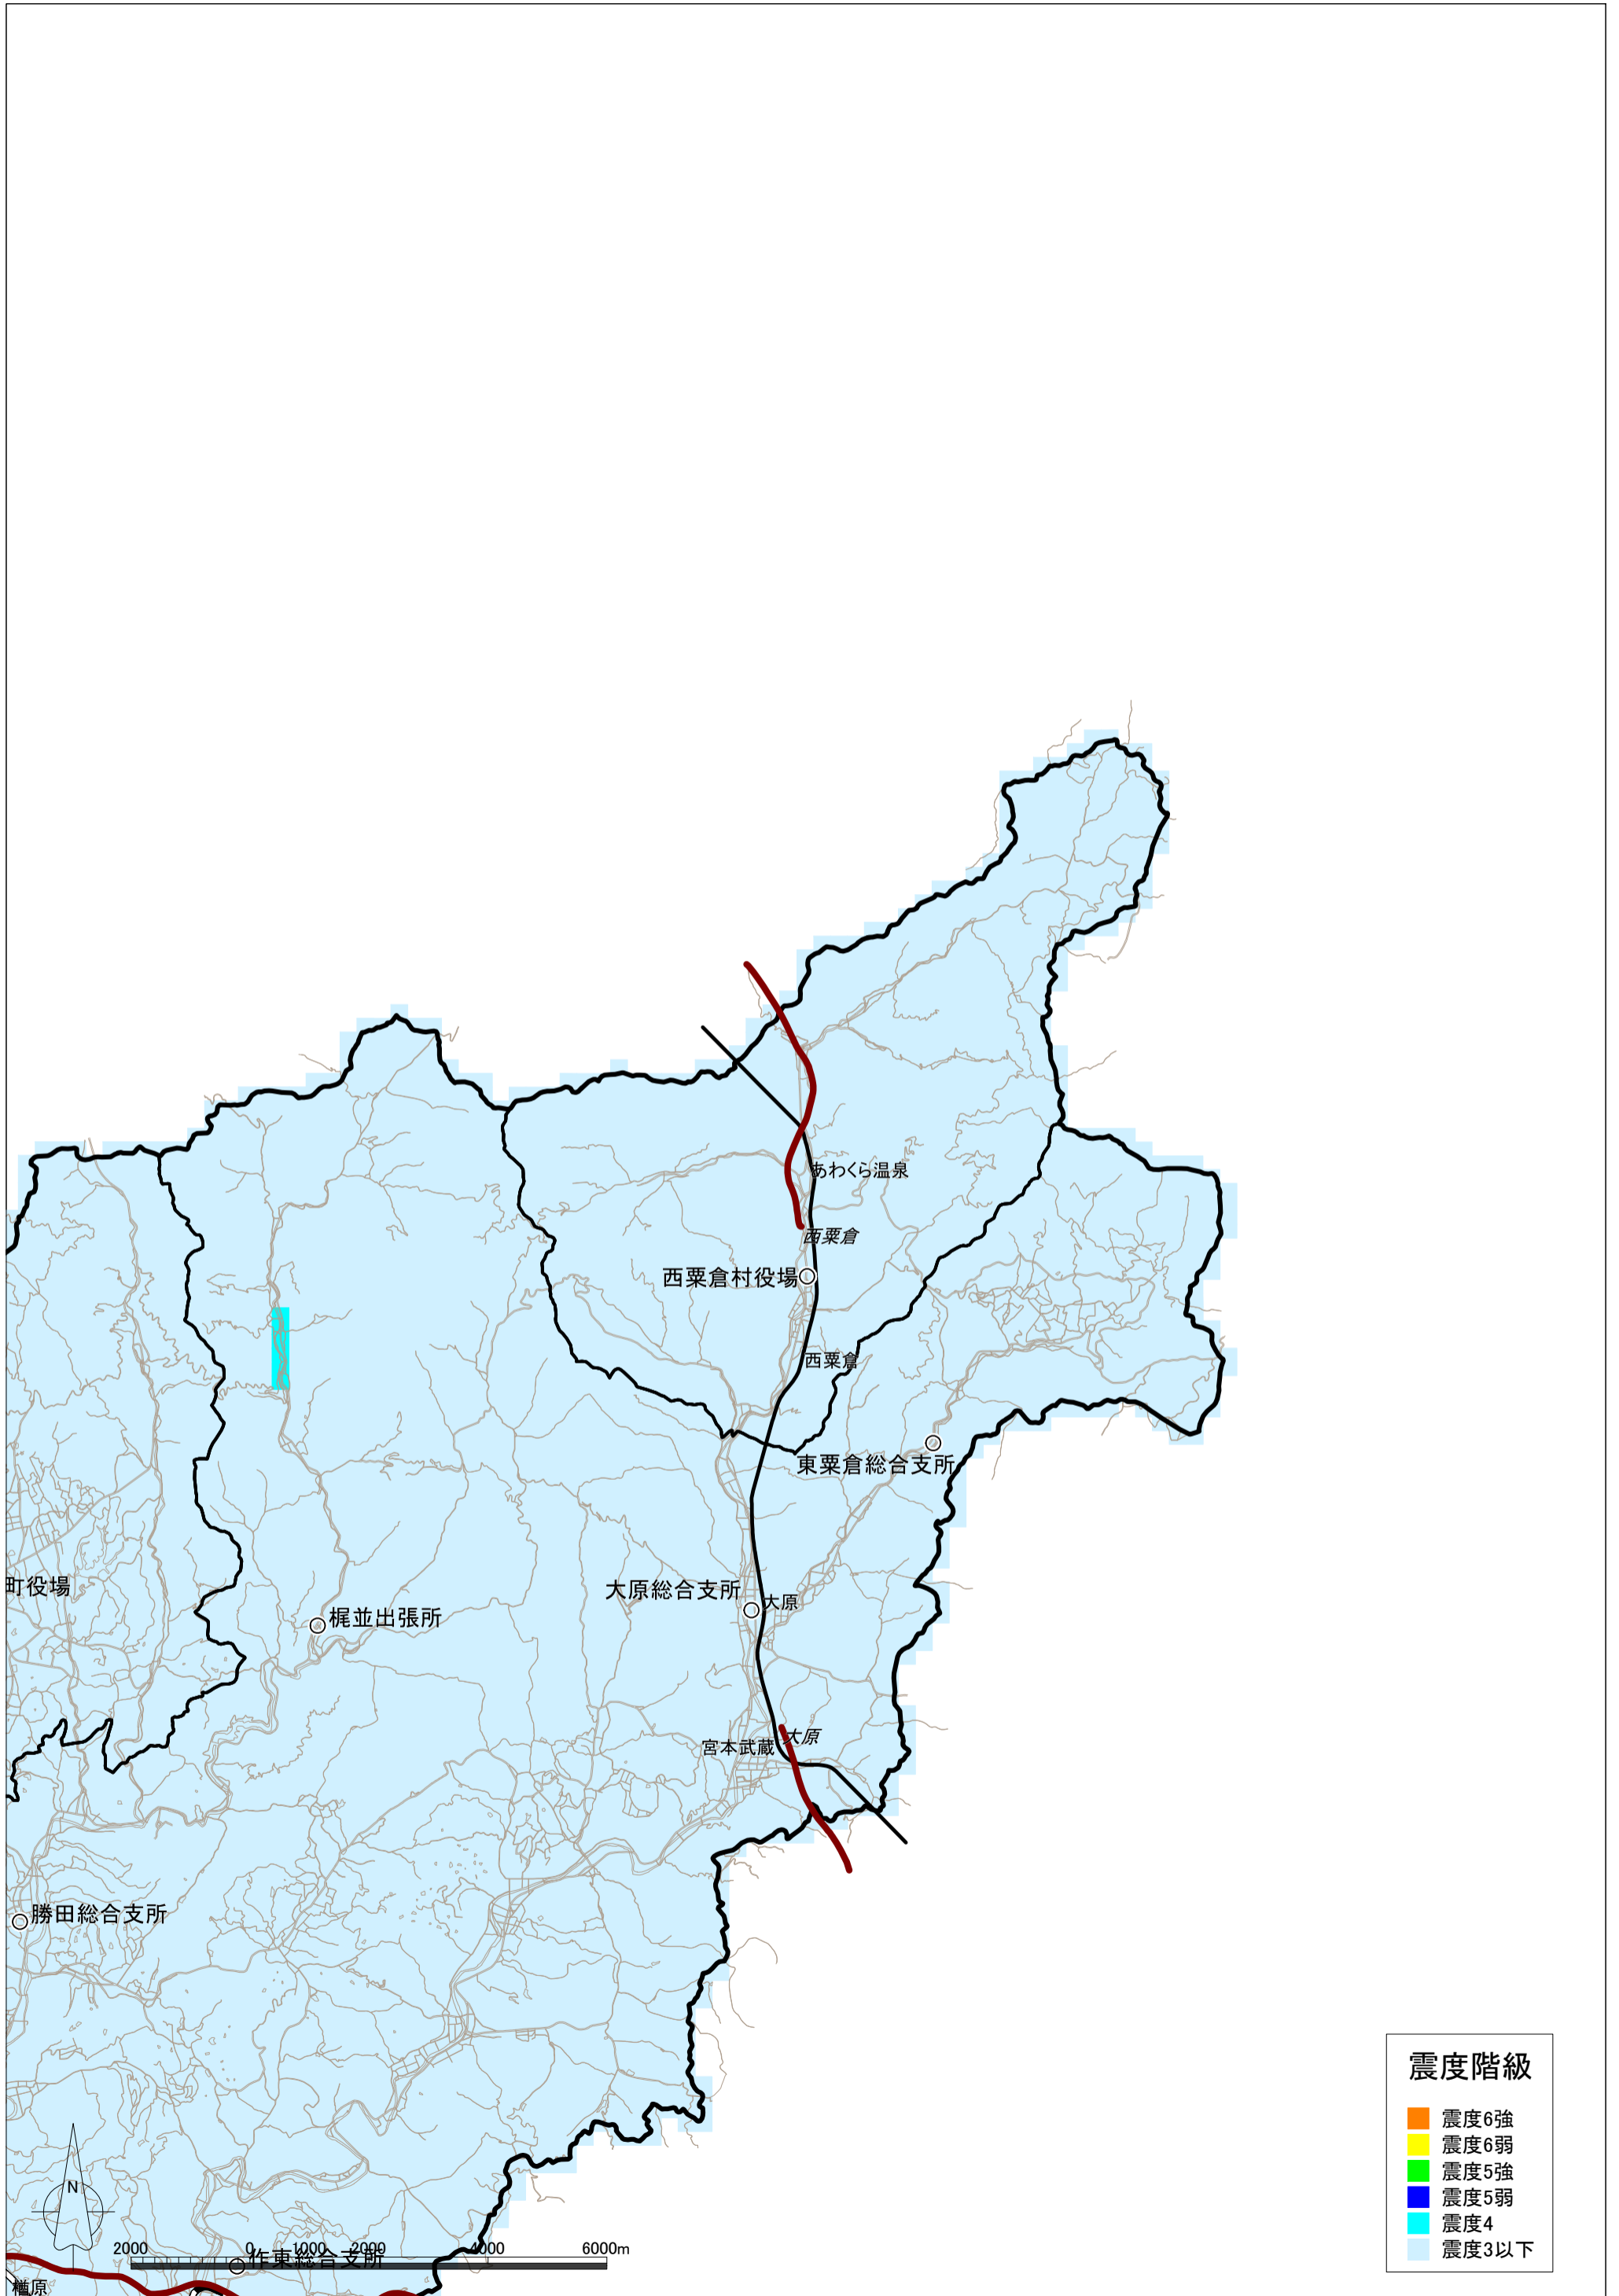 あわくら温泉
西粟倉
西粟倉村役場
西粟倉
東粟倉総合支所
町役場
大原総合支所
大原
梶並出張所
大原
宮本武蔵
勝田総合支所
震度階級
震度6強
震度6弱
震度5強
震度5弱
震度4
震度3以下
N
2000 0 1000 2000 4000 6000m
作東総合支所
楢原